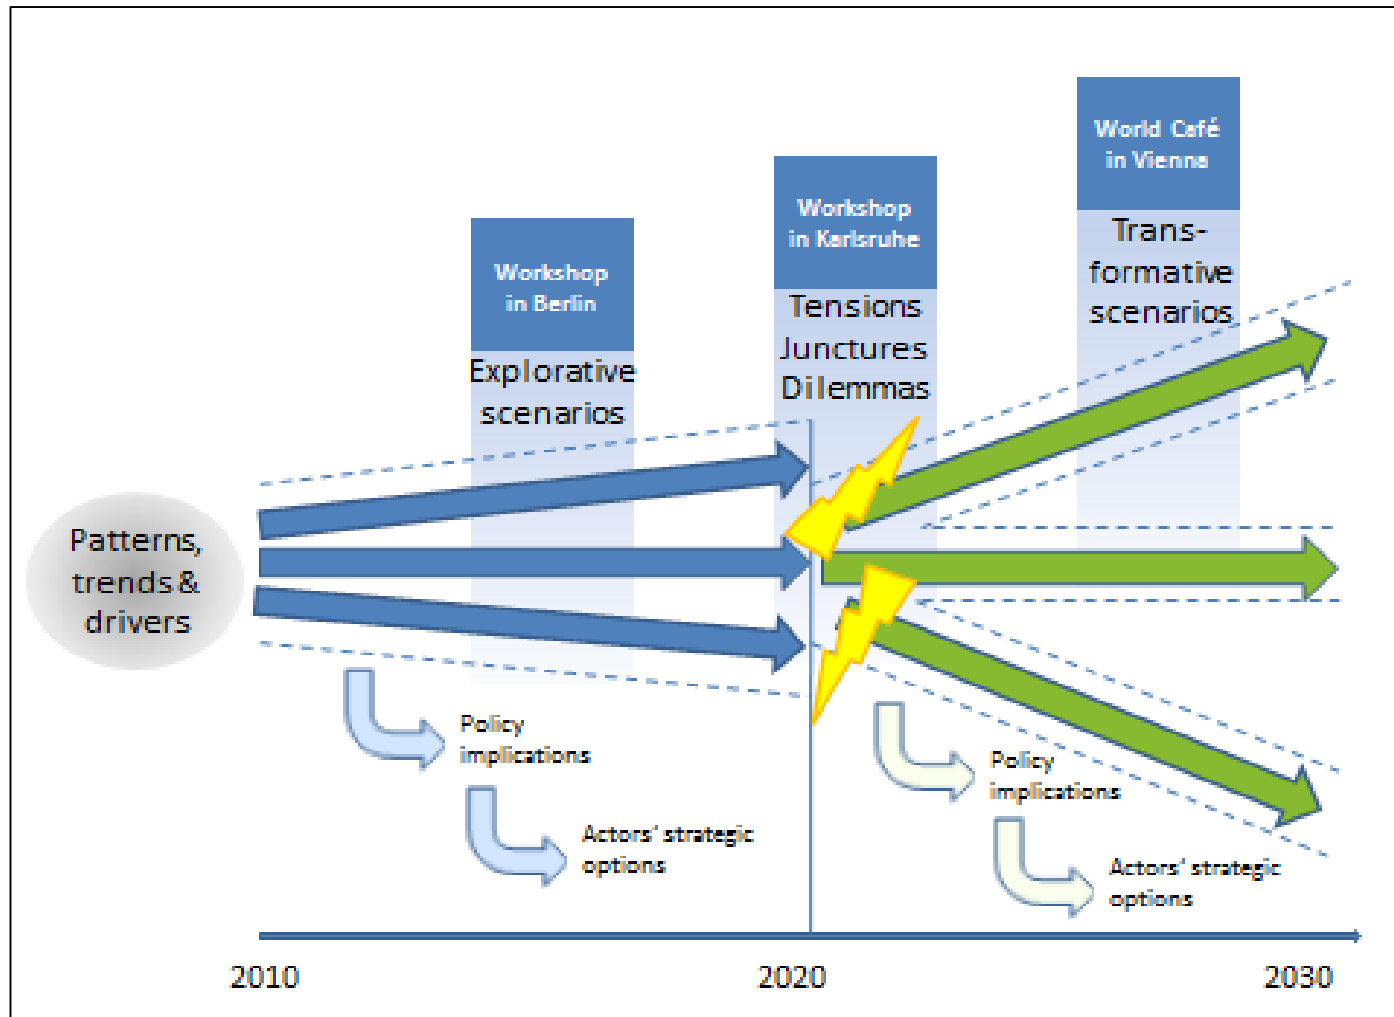 World Café
in Vienna
Trans-
formative
scenarios
Workshop
in Karlsruhe
Tensions
Junctures
Dilemmas
Workshop
in Berlin
Explorative
scenarios
Patterns,
trends &
drivers
Policy
implications
Actors' strategic
options
Policy
implications
Actors' strategic
options
2010
2020
2030